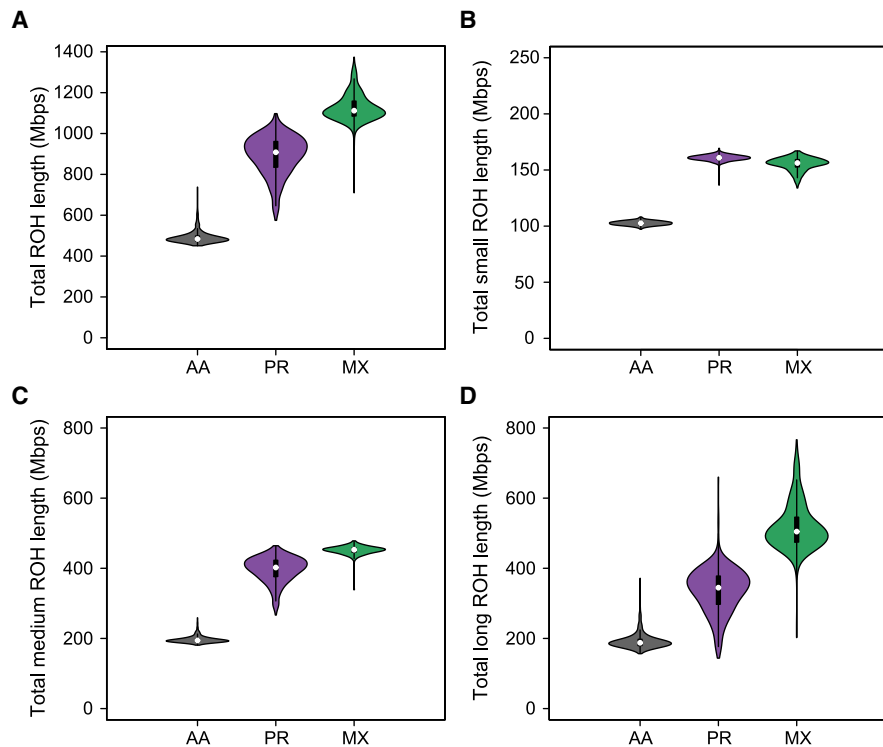 A
Total ROH length (Mbps)
1400
1200
1000
800
600
400
200
0
AA PR MX
B
Total small ROH length (Mbps)
250
200
150
100
50
0
AA PR MX
C
Total medium ROH length (Mbps)
800
600
400
200
0
AA PR MX
D
Total long ROH length (Mbps)
800
600
400
200
0
AA PR MX